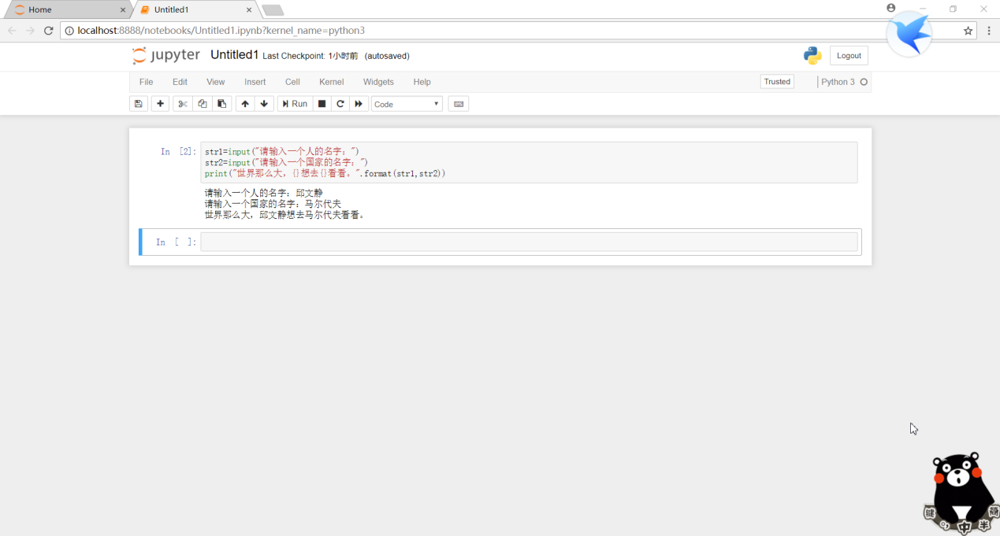 Home
Untitled1
localhost:8888/notebooks/Untitled1.ipynb?kernel_name=python3
jupyter Untitled1 Last Checkpoint: 1小时前 (autosaved)
Logout
File Edit View Insert Cell Kernel Widgets Help
Trusted
Python 3
Run
Code
In [2]:
str1=input("请输入一个人的名字：")
str2=input("请输入一个国家的名字：")
print("世界那么大，{}想去{}看看。".format(str1,str2))
请输入一个人的名字：邱文静
请输入一个国家的名字：马尔代夫
世界那么大，邱文静想去马尔代夫看看。
In [ ]:
键 中 半 简